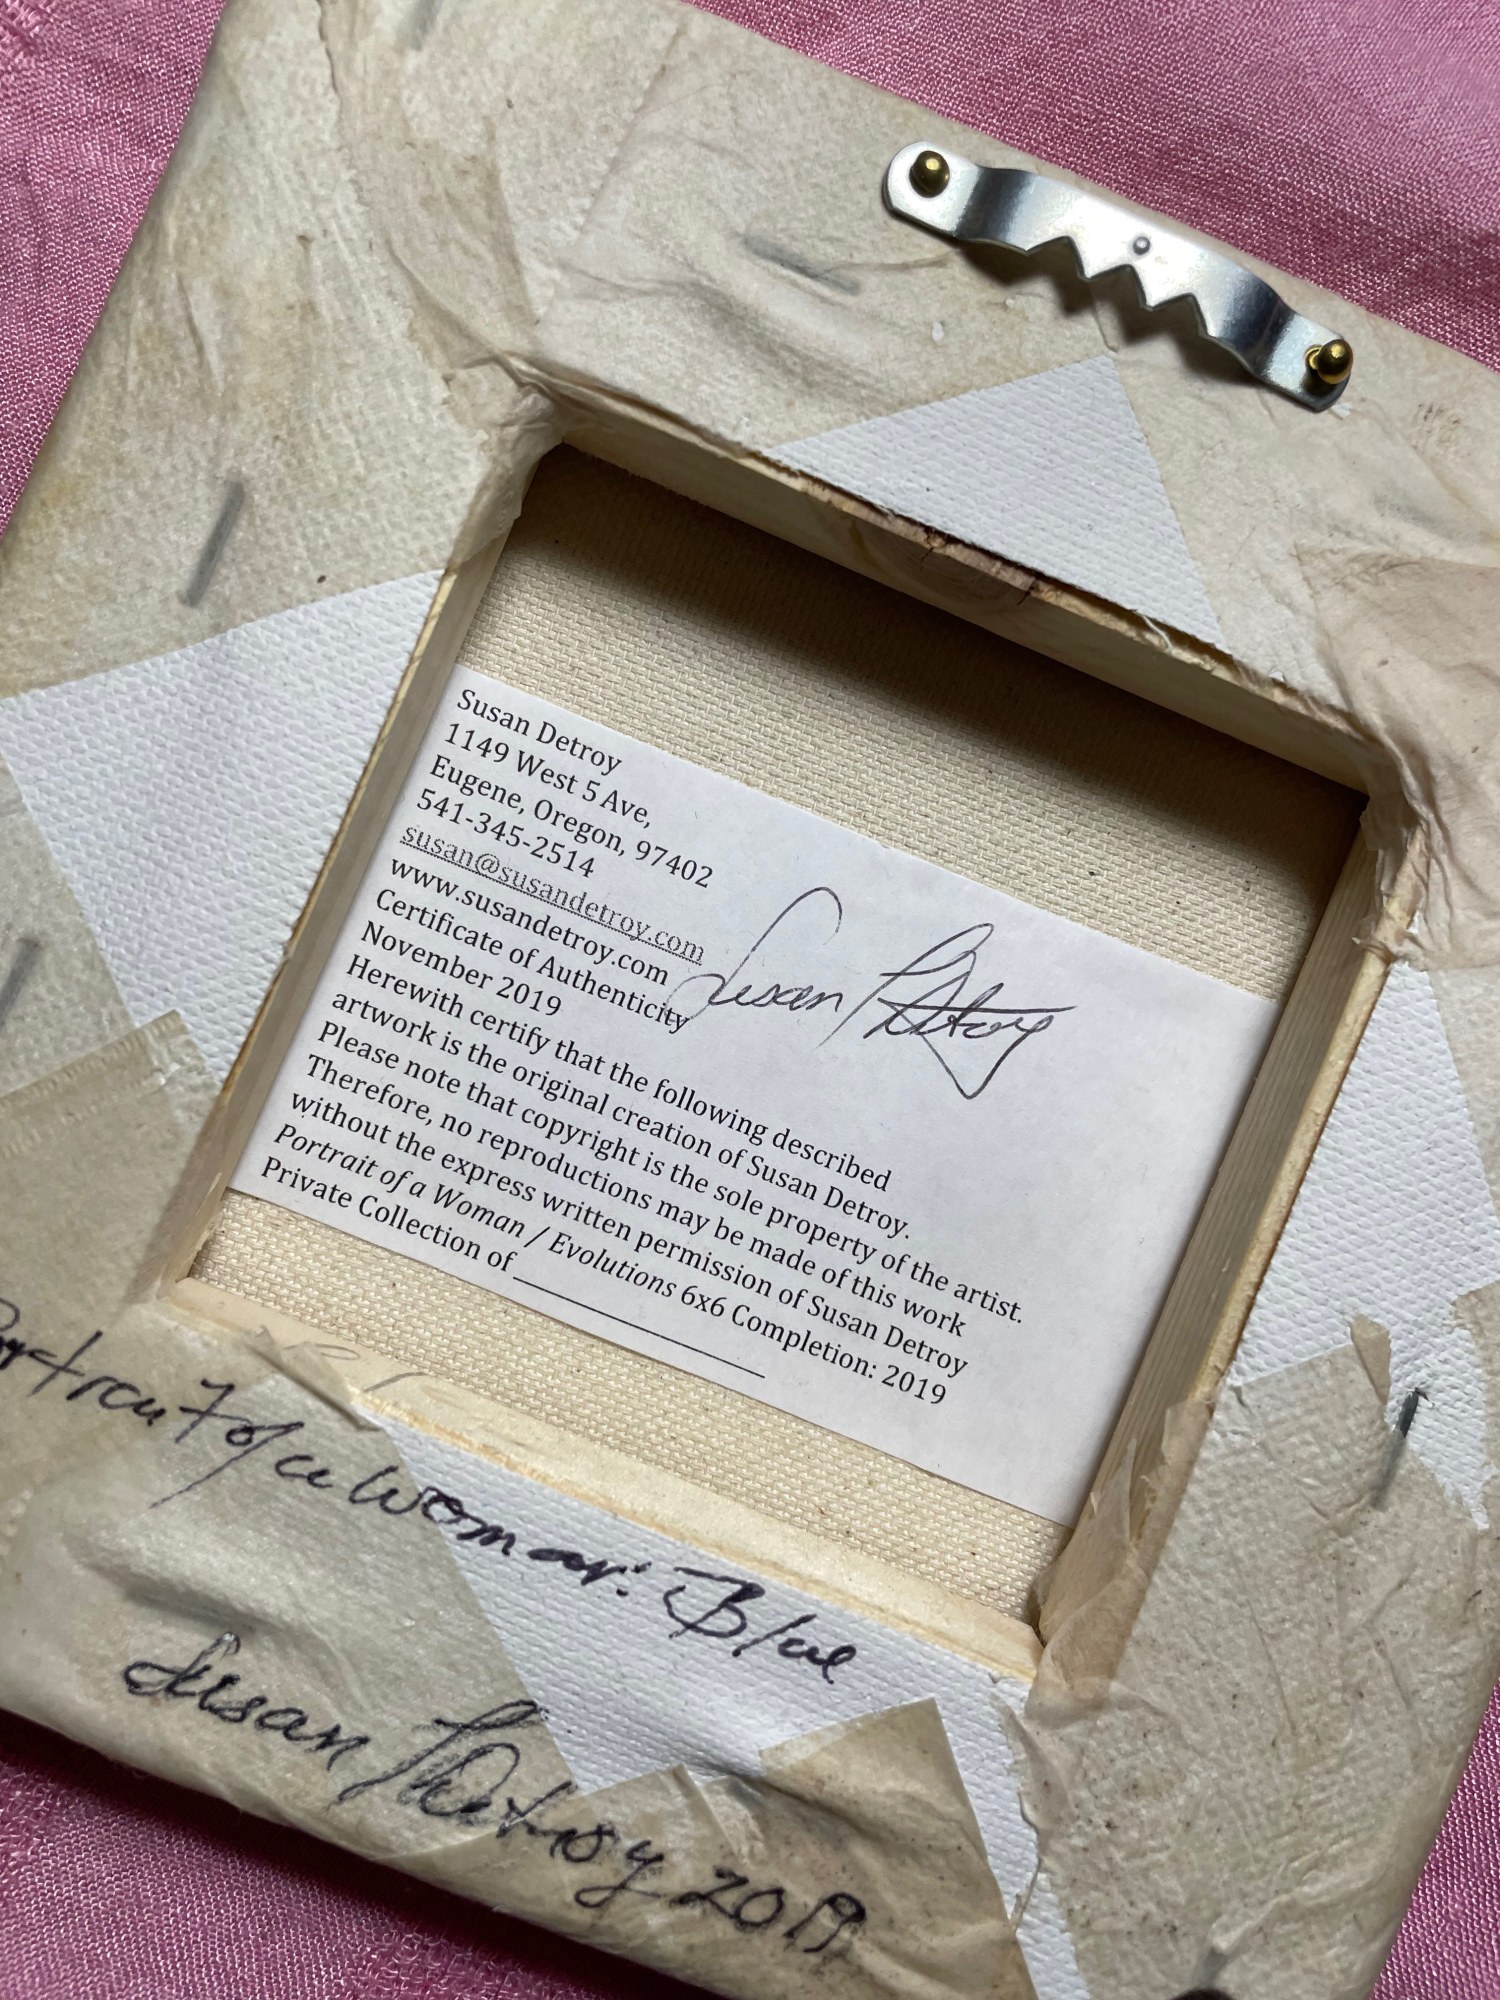 Susan Detroy
1149 West 5 Ave,
Eugene, Oregon, 97402
541-345-2514
susan@susandetroy.com
www.susandetroy.com
Certificate of Authenticity
November 2019
Susan Detroy
Herewith certify that the following described
artwork is the original creation of Susan Detroy.
Please note that copyright is the sole property of the artist.
Therefore, no reproductions may be made of this work
without the express written permission of Susan Detroy
Portrait of a Woman / Evolutions 6x6 Completion: 2019
Private Collection of
Portrait of a Woman: Blue
Susan Detroy 2019